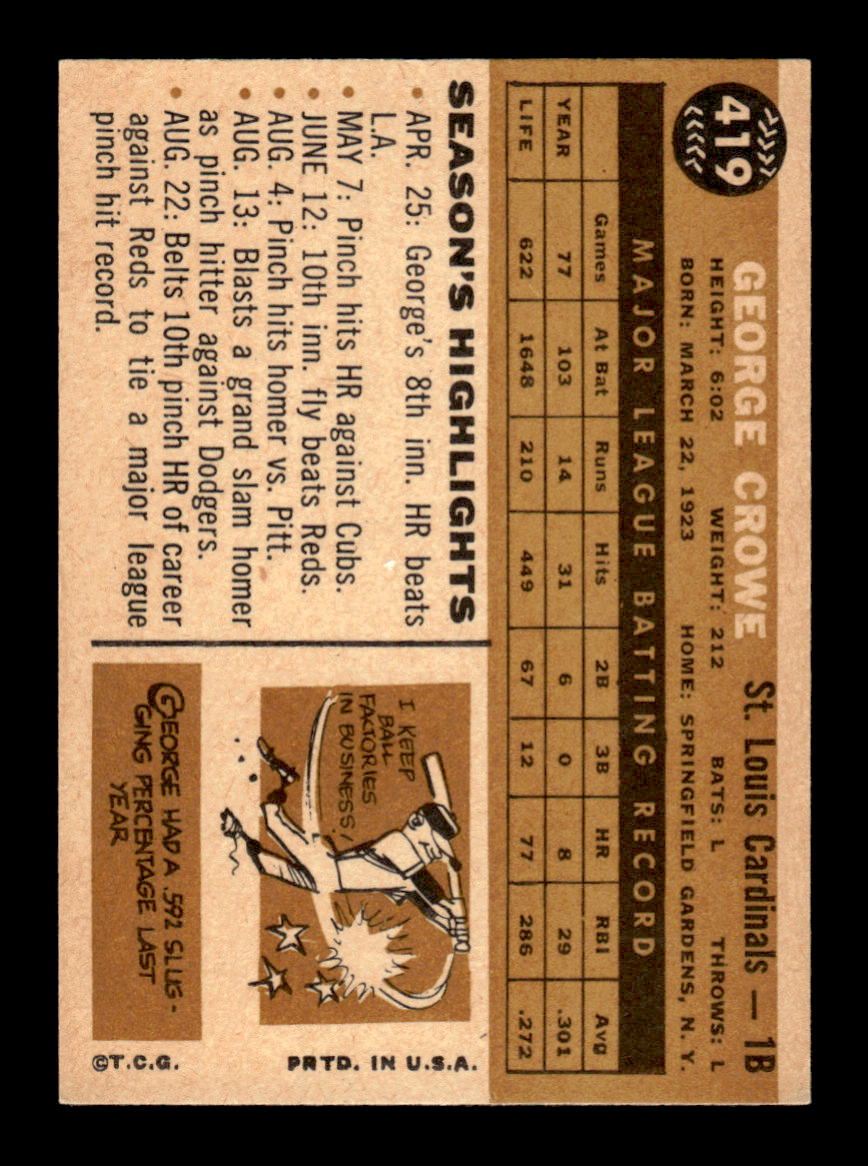 419
GEORGE CROWE St. Louis Cardinals — 1B
HEIGHT: 6:02 WEIGHT: 212 BATS: L THROWS: L
BORN: MARCH 22, 1923 HOME: SPRINGFIELD GARDENS, N. Y.
MAJOR LEAGUE BATTING RECORD
Games At Bat Runs Hits 2B 3B HR RBI Avg
YEAR 77 103 14 31 6 0 8 29 .301
LIFE 622 1648 210 449 67 12 77 286 .272
SEASON'S HIGHLIGHTS
• APR. 25: George's 8th inn. HR beats
L.A.
• MAY 7: Pinch hits HR against Cubs.
• JUNE 12: 10th inn. fly beats Reds.
• AUG. 4: Pinch hits homer vs. Pitt.
• AUG. 13: Blasts a grand slam homer
as pinch hitter against Dodgers.
• AUG. 22: Belts 10th pinch HR of career
against Reds to tie a major league
pinch hit record.
I KEEP
BALL
FACTORIES
IN BUSINESS!
GEORGE HAD A .592 SLUG-
GING PERCENTAGE LAST
YEAR
©T.C.G. PRTD. IN U.S.A.